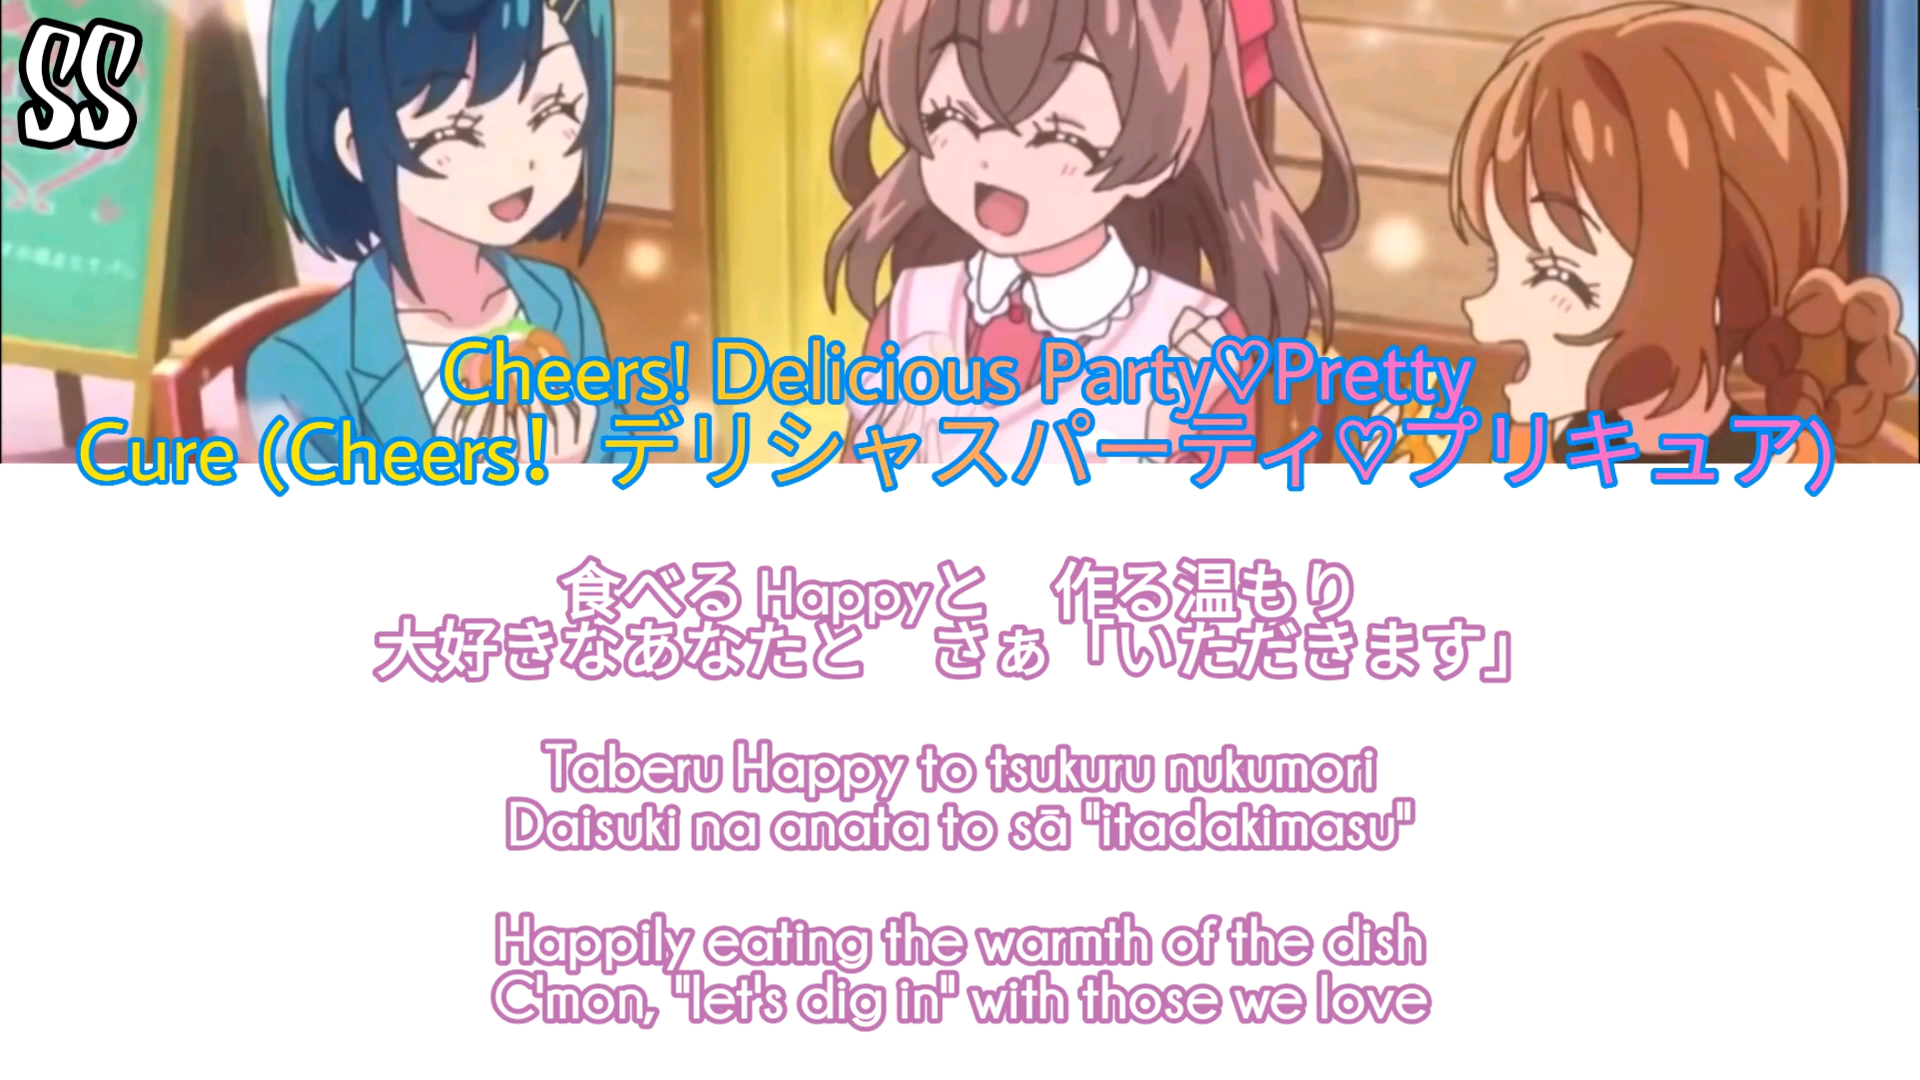 SS
Cheers! Delicious Party♡Pretty
Cure (Cheers！ デリシャスパーティ♡プリキュア)
食べる Happyと　作る温もり
大好きなあなたと　さぁ「いただきます」
Taberu Happy to tsukuru nukumori
Daisuki na anata to sā "itadakimasu"
Happily eating the warmth of the dish
C'mon, "let's dig in" with those we love